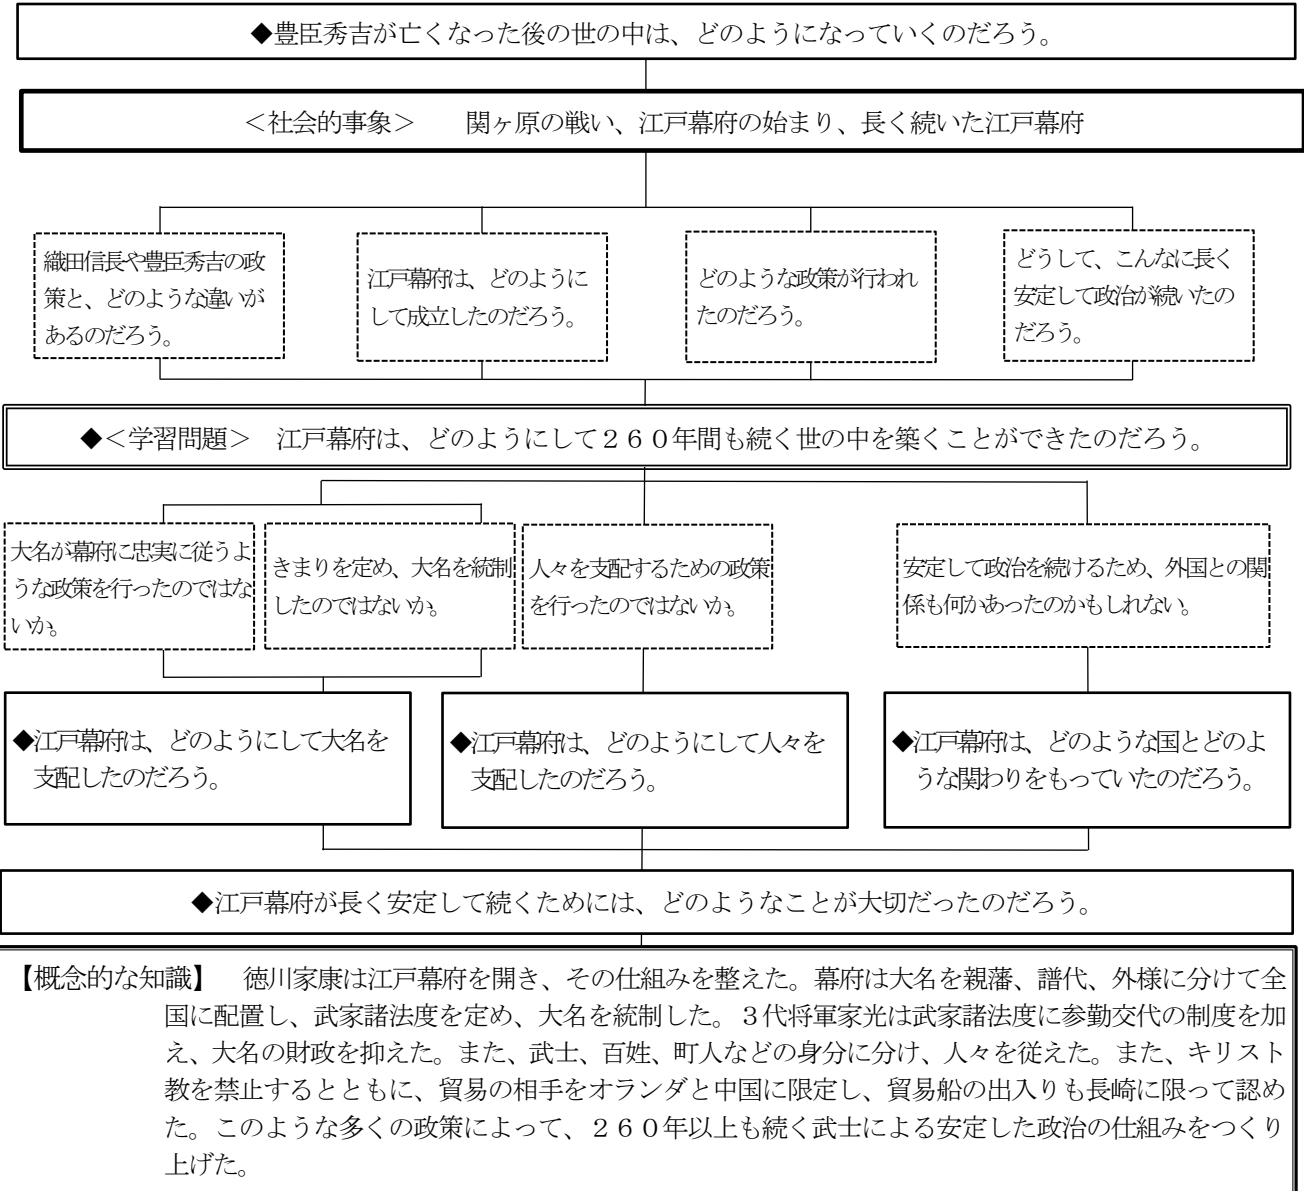 ◆豊臣秀吉が亡くなった後の世の中は、どのようになっていくのだろう。
＜社会的事象＞　　関ヶ原の戦い、江戸幕府の始まり、長く続いた江戸幕府
織田信長や豊臣秀吉の政
策と、どのような違いが
あるのだろう。
江戸幕府は、どのように
して成立したのだろう。
どのような政策が行われ
たのだろう。
どうして、こんなに長く
安定して政治が続いたの
だろう。
◆＜学習問題＞　江戸幕府は、どのようにして２６０年間も続く世の中を築くことができたのだろう。
大名が幕府に忠実に従うよ
うな政策を行ったのではな
いか。
きまりを定め、大名を統制
したのではないか。
人々を支配するための政策
を行ったのではないか。
安定して政治を続けるため、外国との関
係も何かあったのかもしれない。
◆江戸幕府は、どのようにして大名を
支配したのだろう。
◆江戸幕府は、どのようにして人々を
支配したのだろう。
◆江戸幕府は、どのような国とどのよ
うな関わりをもっていたのだろう。
◆江戸幕府が長く安定して続くためには、どのようなことが大切だったのだろう。
【概念的な知識】　徳川家康は江戸幕府を開き、その仕組みを整えた。幕府は大名を親藩、譜代、外様に分けて全
国に配置し、武家諸法度を定め、大名を統制した。３代将軍家光は武家諸法度に参勤交代の制度を加
え、大名の財政を抑えた。また、武士、百姓、町人などの身分に分け、人々を従えた。また、キリスト
教を禁止するとともに、貿易の相手をオランダと中国に限定し、貿易船の出入りも長崎に限って認め
た。このような多くの政策によって、２６０年以上も続く武士による安定した政治の仕組みをつくり
上げた。